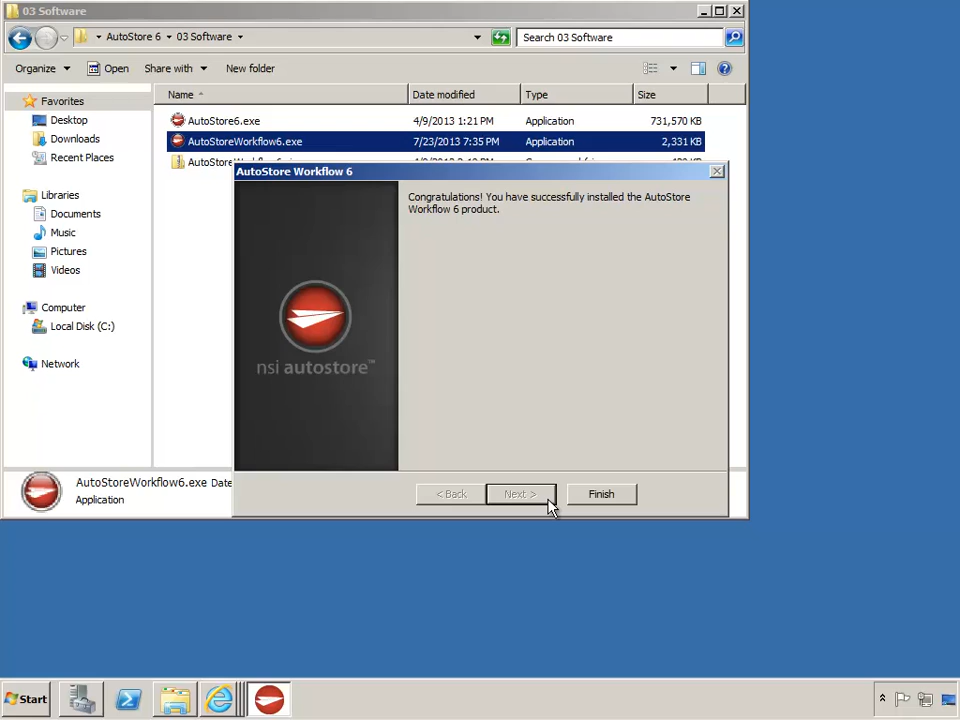 03 Software
AutoStore 6 03 Software
Search 03 Software
Organize Open Share with New folder
Favorites
Desktop
Downloads
Recent Places
Libraries
Documents
Music
Pictures
Videos
Computer
Local Disk (C:)
Network
Name Date modified Type Size
AutoStore6.exe 4/9/2013 1:21 PM Application 731,570 KB
AutoStoreWorkflow6.exe 7/23/2013 7:35 PM Application 2,331 KB
AutoStore Workflow 6
Congratulations! You have successfully installed the AutoStore
Workflow 6 product.
nsi autostore™
< Back Next > Finish
AutoStoreWorkflow6.exe Date
Application
Start